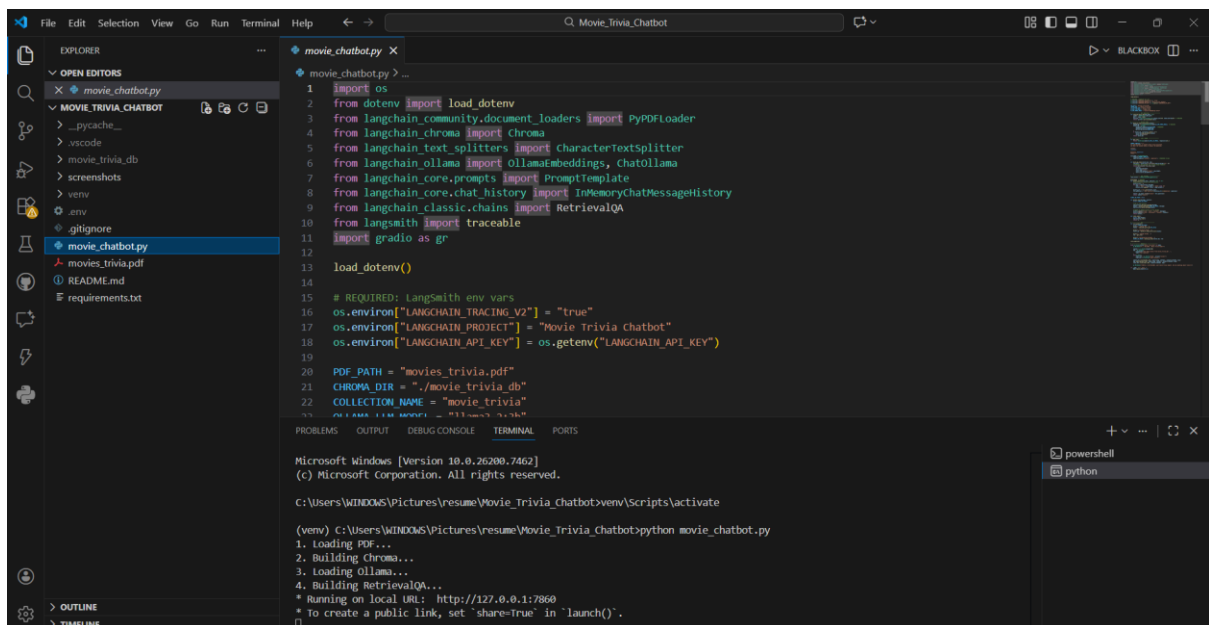 File Edit Selection View Go Run Terminal Help
Movie_Trivia_Chatbot
EXPLORER
OPEN EDITORS
movie_chatbot.py
MOVIE_TRIVIA_CHATBOT
__pycache__
.vscode
movie_trivia_db
screenshots
venv
.env
.gitignore
movie_chatbot.py
movies_trivia.pdf
README.md
requirements.txt
OUTLINE
TIMELINE
movie_chatbot.py
BLACKBOX
movie_chatbot.py > ...
1 import os
2 from dotenv import load_dotenv
3 from langchain_community.document_loaders import PyPDFLoader
4 from langchain_chroma import Chroma
5 from langchain_text_splitters import CharacterTextSplitter
6 from langchain_ollama import OllamaEmbeddings, ChatOllama
7 from langchain_core.prompts import PromptTemplate
8 from langchain_core.chat_history import InMemoryChatMessageHistory
9 from langchain_classic.chains import RetrievalQA
10 from langsmith import traceable
11 import gradio as gr
12
13 load_dotenv()
14
15 # REQUIRED: LangSmith env vars
16 os.environ["LANGCHAIN_TRACING_V2"] = "true"
17 os.environ["LANGCHAIN_PROJECT"] = "Movie Trivia Chatbot"
18 os.environ["LANGCHAIN_API_KEY"] = os.getenv("LANGCHAIN_API_KEY")
19
20 PDF_PATH = "movies_trivia.pdf"
21 CHROMA_DIR = "./movie_trivia_db"
22 COLLECTION_NAME = "movie_trivia"
PROBLEMS OUTPUT DEBUG CONSOLE TERMINAL PORTS
Microsoft Windows [Version 10.0.26200.7462]
(c) Microsoft Corporation. All rights reserved.
C:\Users\WINDOWS\Pictures\resume\Movie_Trivia_Chatbot>venv\Scripts\activate
(venv) C:\Users\WINDOWS\Pictures\resume\Movie_Trivia_Chatbot>python movie_chatbot.py
1. Loading PDF...
2. Building Chroma...
3. Loading Ollama...
4. Building RetrievalQA...
* Running on local URL: http://127.0.0.1:7860
* To create a public link, set `share=True` in `launch()`.
powershell
python